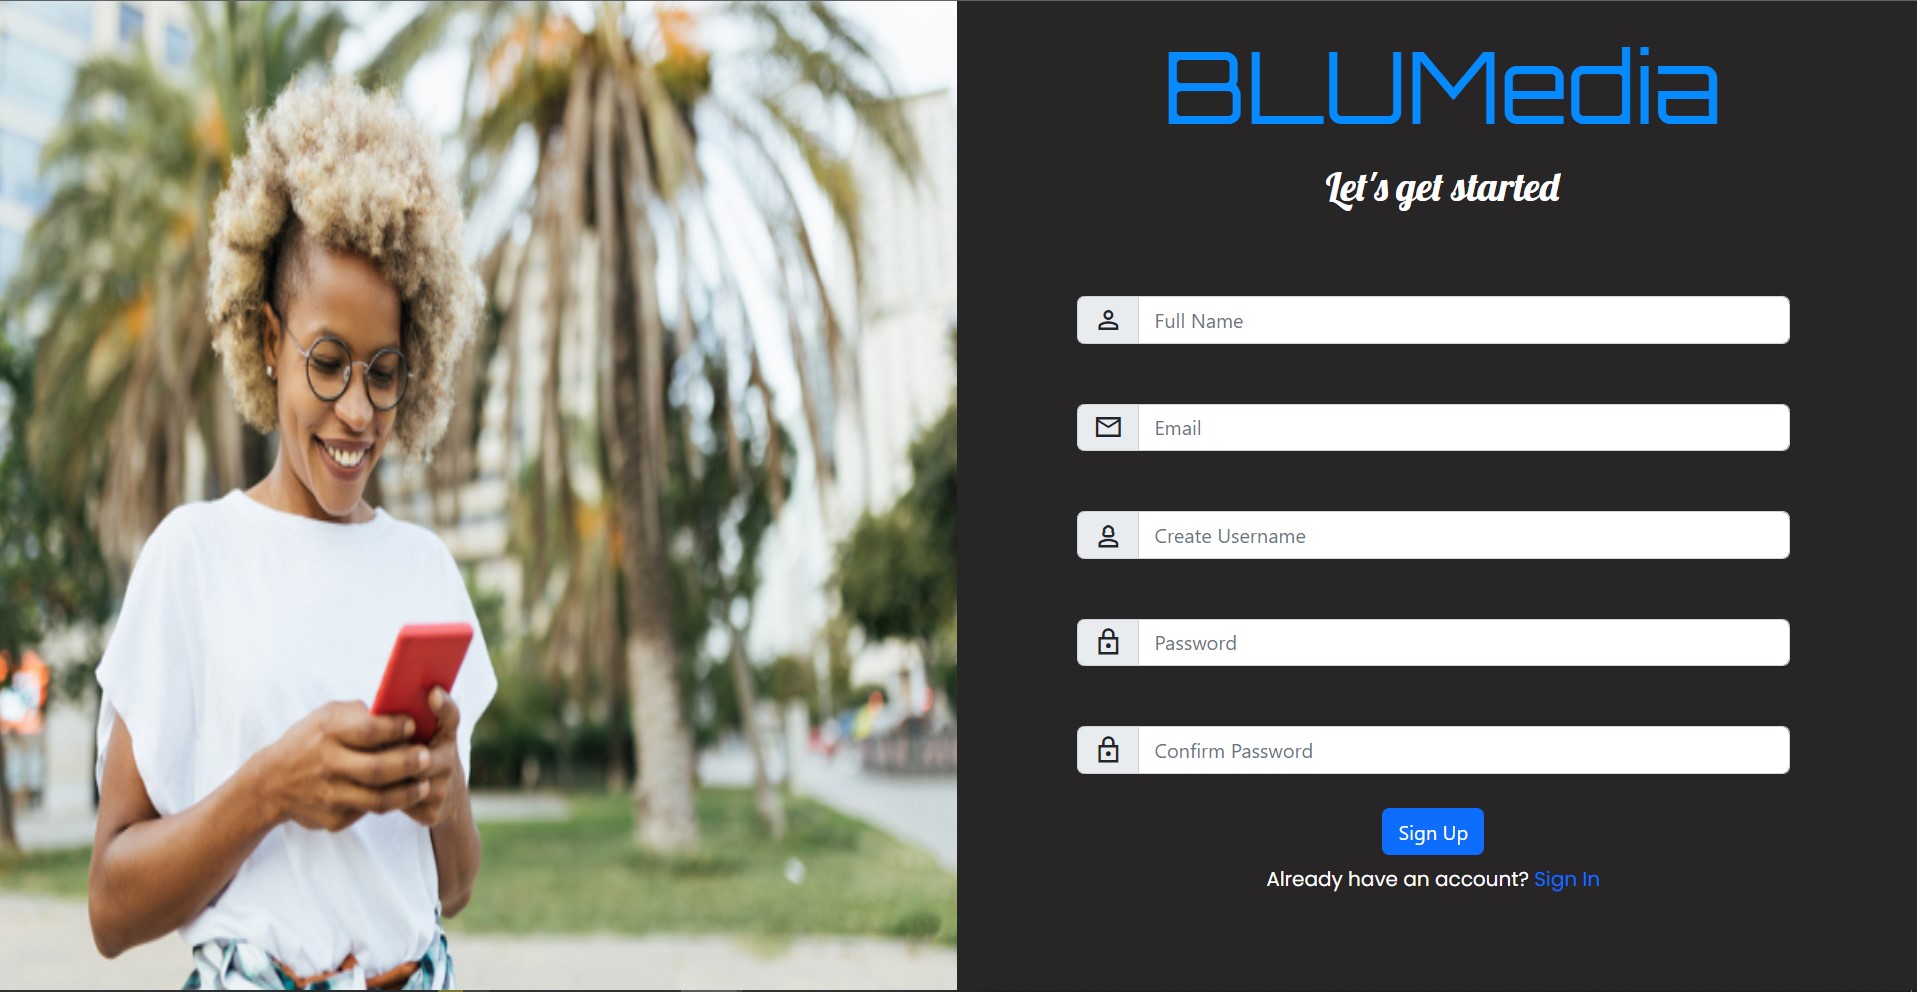 BLUMedia
Let's get started
Full Name
Email
Create Username
Password
Confirm Password
Sign Up
Already have an account? Sign In